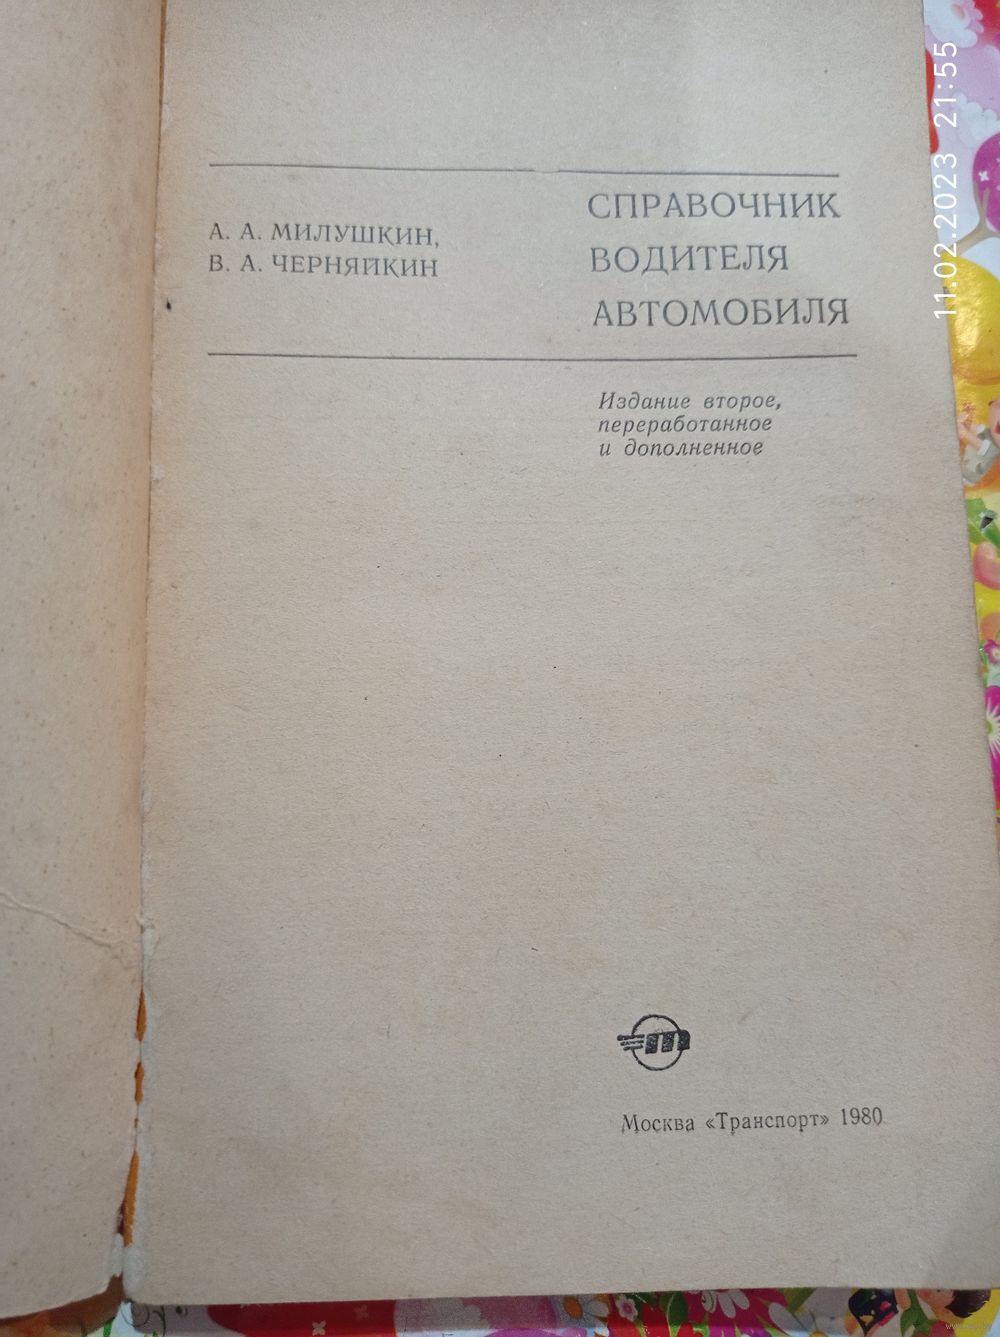 А. А. МИЛУШКИН,
В. А. ЧЕРНЯЙКИН
СПРАВОЧНИК
ВОДИТЕЛЯ
АВТОМОБИЛЯ
Издание второе,
переработанное
и дополненное
т
Москва «Транспорт» 1980
11.02.2023 21:55